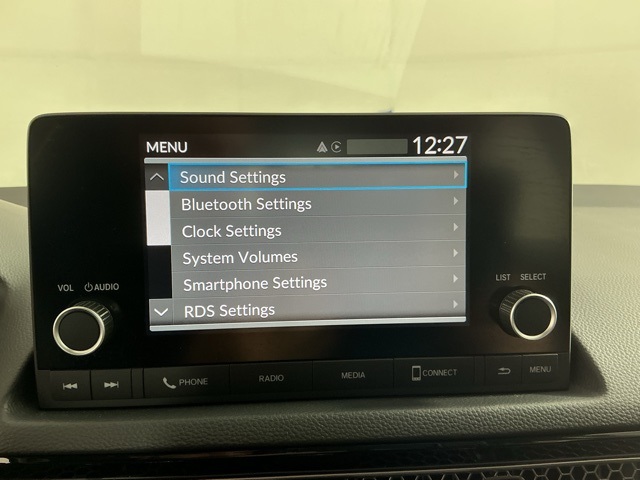 MENU 12:27
Sound Settings
Bluetooth Settings
Clock Settings
System Volumes
Smartphone Settings
RDS Settings
VOL AUDIO
LIST SELECT
PHONE RADIO MEDIA CONNECT MENU